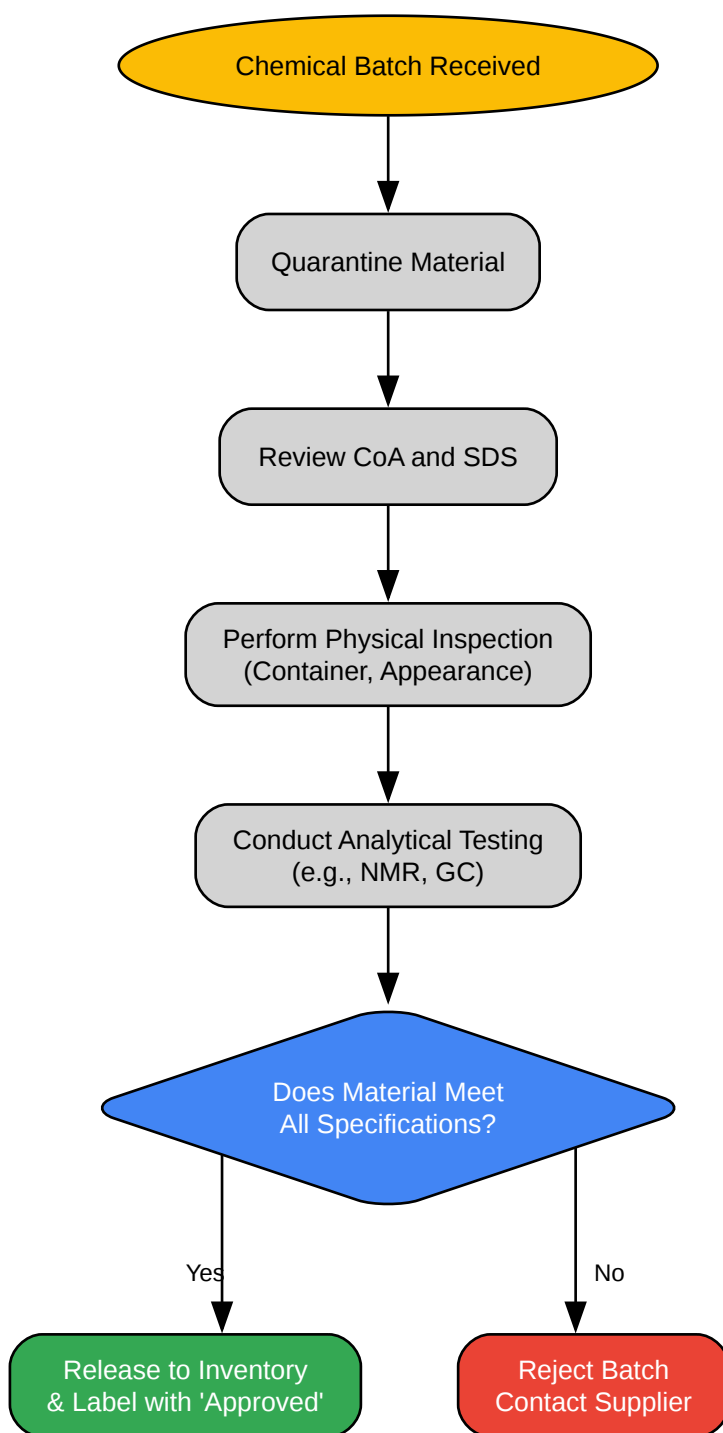 Chemical Batch Received
Quarantine Material
Review CoA and SDS
Perform Physical Inspection
(Container, Appearance)
Conduct Analytical Testing
(e.g., NMR, GC)
Does Material Meet
All Specifications?
Yes
No
Release to Inventory
& Label with 'Approved'
Reject Batch
Contact Supplier